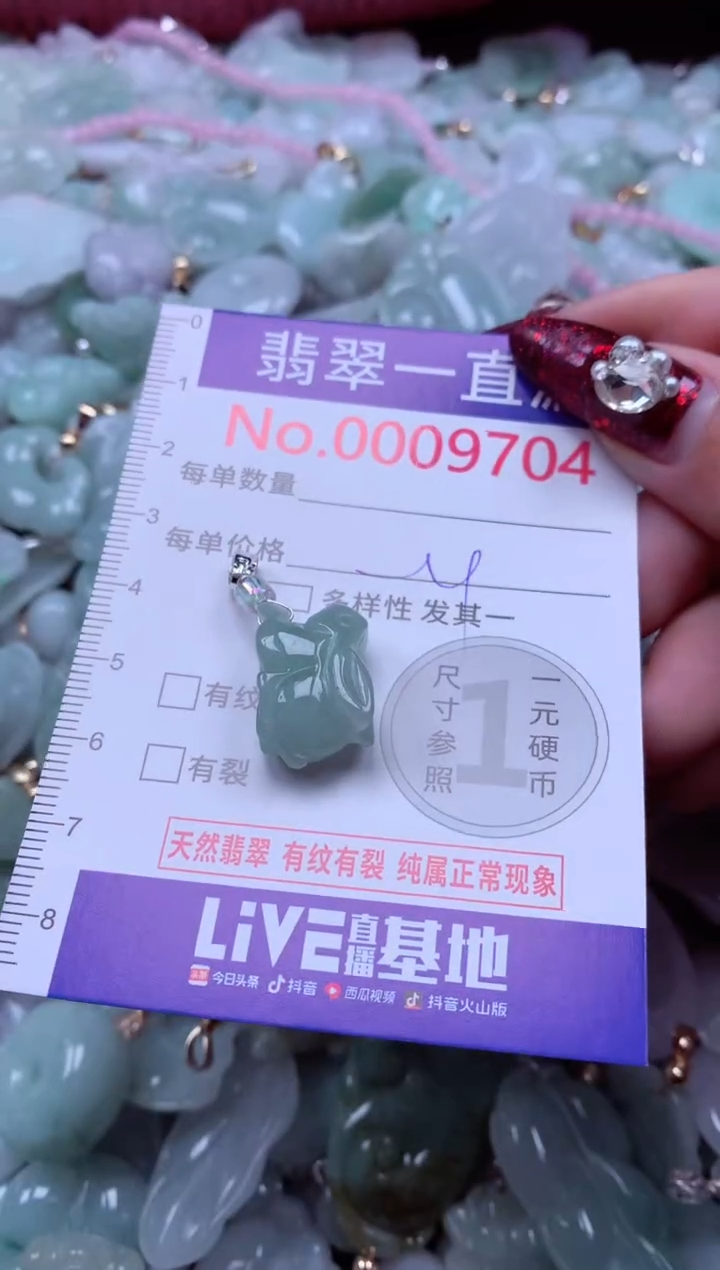 翡翠一直
No.0009704
每单数量
每单价格
多样性 发其一
有纹
有裂
尺寸参照
1
一元硬币
天然翡翠 有纹有裂 纯属正常现象
LiVE直播基地
今日头条 抖音 西瓜视频 抖音火山版
0
1
2
3
4
5
6
7
8